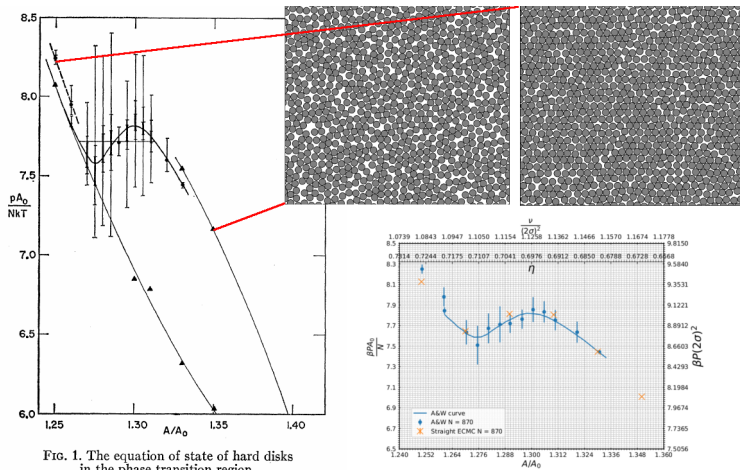 8.5
8.0
7.5
pA₀
NkT
7.0
6.5
6.0
1.25
1.30
1.35
1.40
A/A₀
FIG. 1. The equation of state of hard disks
in the phase transition region.
ν
(2σ)²
1.0739 1.0843 1.0947 1.1050 1.1154 1.1258 1.1362 1.1466 1.1570 1.1674 1.1778
8.5 9.8150
0.7314 0.7244 0.7175 0.7107 0.7041 0.6976 0.6912 0.6850 0.6788 0.6728 0.6668
η
8.3 9.5840
8.1 9.3531
7.9 9.1221
7.7 8.8912
7.5 8.6603
7.3 8.4293
7.1 8.1984
6.9 7.9674
6.7 7.7365
6.5 7.5056
βPA₀
N
βP(2σ)²
A&W curve
A&W N = 870
Straight ECMC N = 870
1.240 1.252 1.264 1.276 1.288 1.300 1.312 1.324 1.336 1.348 1.360
A/A₀